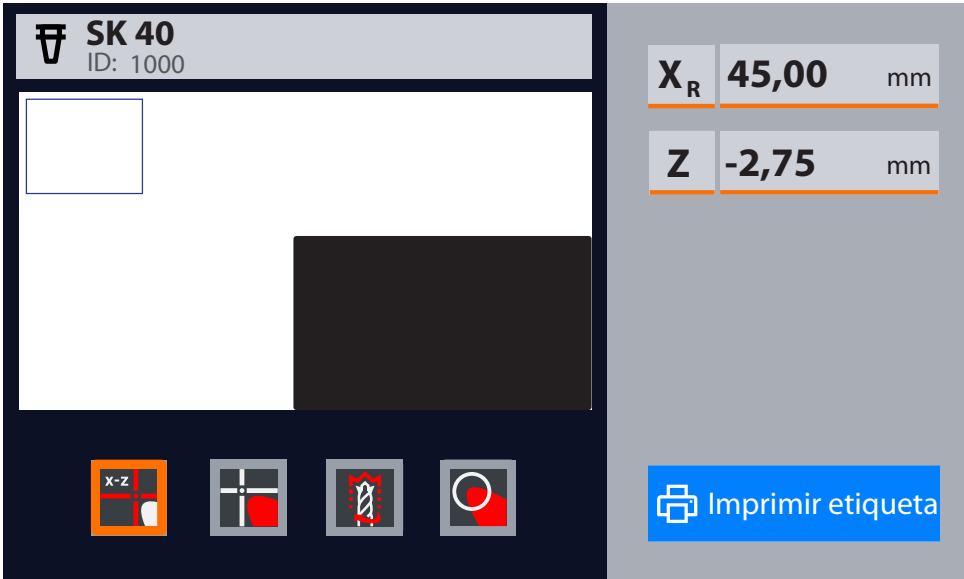 SK 40
ID: 1000
X R 45,00 mm
Z -2,75 mm
X-Z
Imprimir etiqueta